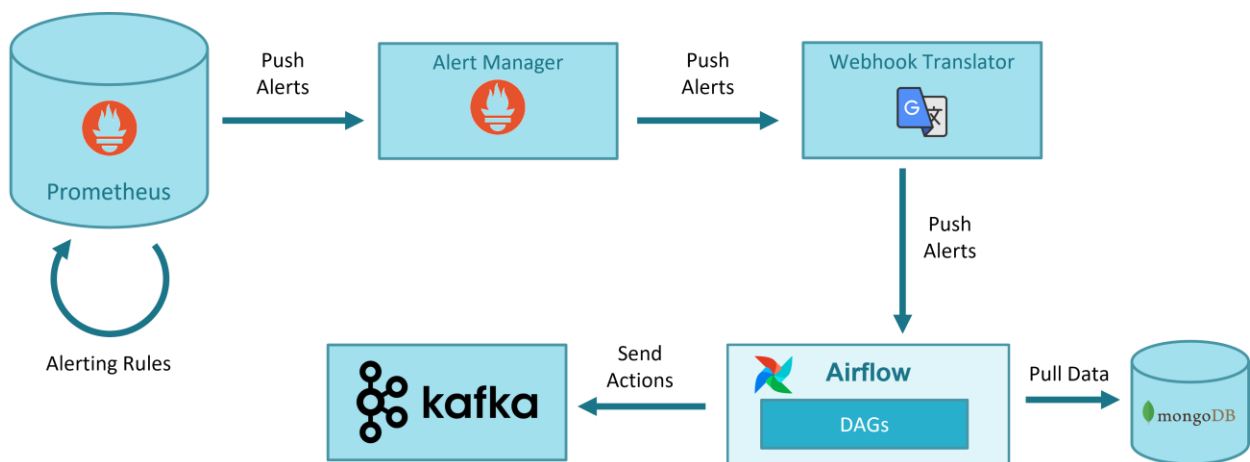 Push
Alerts
Alert Manager
Push
Alerts
Webhook Translator
G
文
Prometheus
Push
Alerts
Alerting Rules
kafka
Send
Actions
Airflow
DAGs
Pull Data
mongoDB